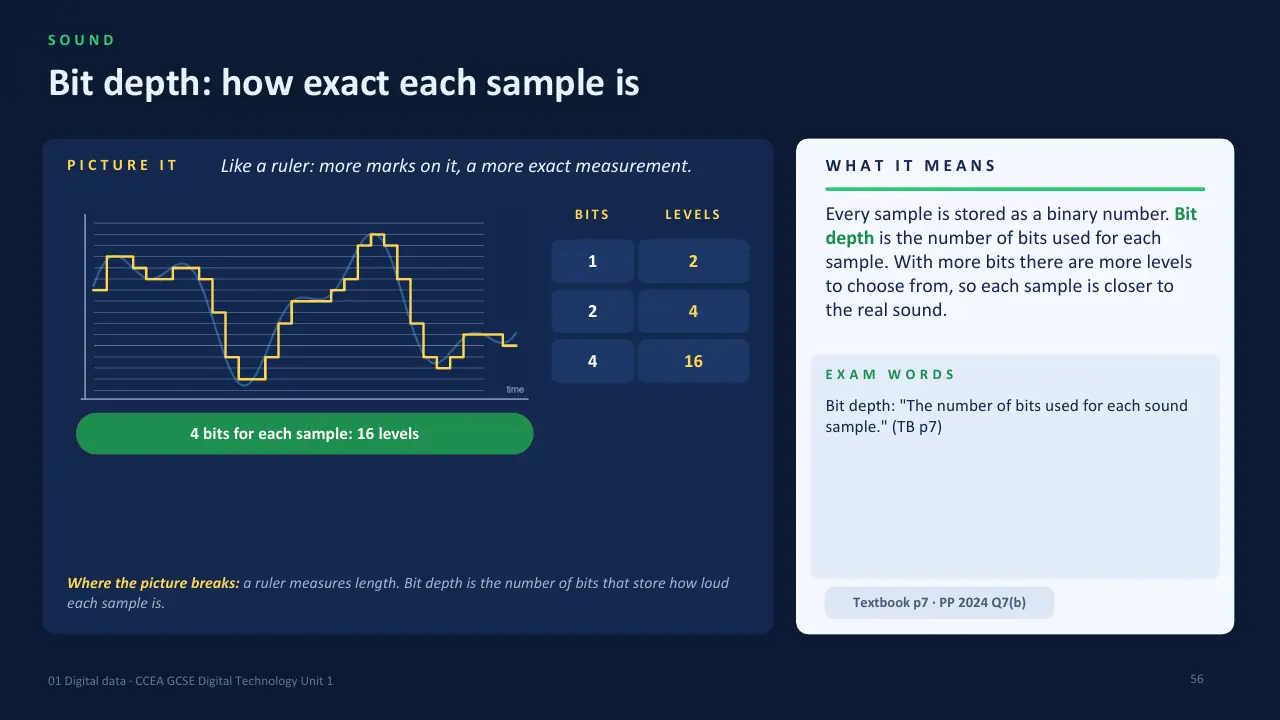 SOUND
Bit depth: how exact each sample is
PICTURE IT
Like a ruler: more marks on it, a more exact measurement.
BITS LEVELS
1 2
2 4
4 16
time
4 bits for each sample: 16 levels
Where the picture breaks: a ruler measures length. Bit depth is the number of bits that store how loud
each sample is.
WHAT IT MEANS
Every sample is stored as a binary number. Bit
depth is the number of bits used for each
sample. With more bits there are more levels
to choose from, so each sample is closer to
the real sound.
EXAM WORDS
Bit depth: "The number of bits used for each sound
sample." (TB p7)
Textbook p7 · PP 2024 Q7(b)
01 Digital data · CCEA GCSE Digital Technology Unit 1
56